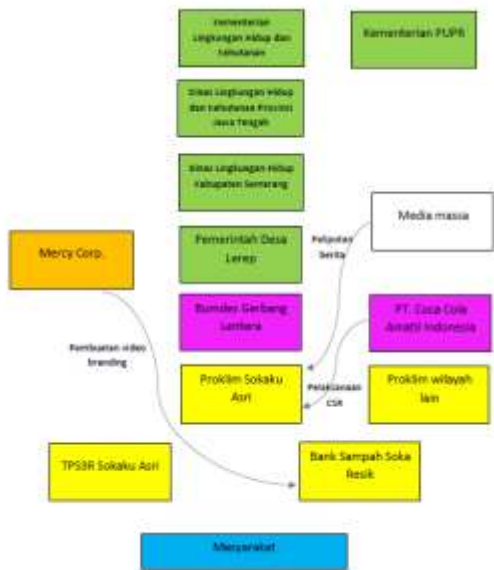 Kementerian
Lingkungan Hidup dan
Kehutanan
Kementerian PUPR
Dinas Lingkungan Hidup
dan Kehutanan Provinsi
Jawa Tengah
Dinas Lingkungan Hidup
Kabupaten Semarang
Media massa
Peliputan
berita
Mercy Corp.
Pemerintah Desa
Lerep
Bumdes Gerbang
Lentera
PT. Coca Cola
Amatil Indonesia
Pembuatan video
branding
Proklim Sokaku
Asri
Pelaksanaan
CSR
Proklim wilayah
lain
TPS3R Sokaku Asri
Bank Sampah Soka
Resik
Masyarakat